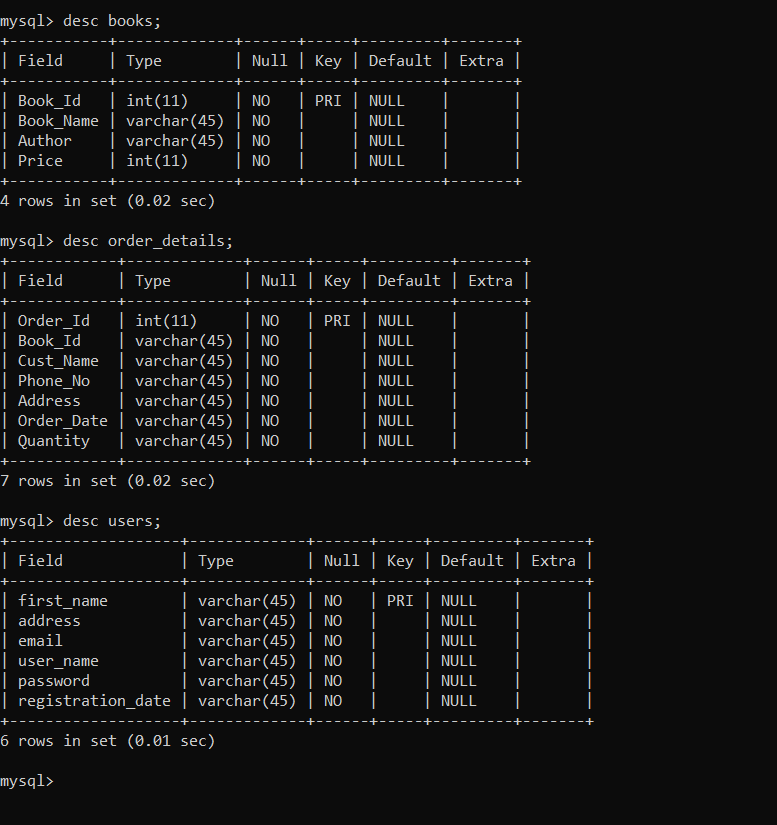 mysql> desc books;
+-----------+-------------+------+-----+---------+-------+
| Field     | Type        | Null | Key | Default | Extra |
+-----------+-------------+------+-----+---------+-------+
| Book_Id   | int(11)     | NO   | PRI | NULL    |       |
| Book_Name | varchar(45) | NO   |     | NULL    |       |
| Author    | varchar(45) | NO   |     | NULL    |       |
| Price     | int(11)     | NO   |     | NULL    |       |
+-----------+-------------+------+-----+---------+-------+
4 rows in set (0.02 sec)

mysql> desc order_details;
+------------+-------------+------+-----+---------+-------+
| Field      | Type        | Null | Key | Default | Extra |
+------------+-------------+------+-----+---------+-------+
| Order_Id   | int(11)     | NO   | PRI | NULL    |       |
| Book_Id    | varchar(45) | NO   |     | NULL    |       |
| Cust_Name  | varchar(45) | NO   |     | NULL    |       |
| Phone_No   | varchar(45) | NO   |     | NULL    |       |
| Address    | varchar(45) | NO   |     | NULL    |       |
| Order_Date | varchar(45) | NO   |     | NULL    |       |
| Quantity   | varchar(45) | NO   |     | NULL    |       |
+------------+-------------+------+-----+---------+-------+
7 rows in set (0.02 sec)

mysql> desc users;
+-------------------+-------------+------+-----+---------+-------+
| Field             | Type        | Null | Key | Default | Extra |
+-------------------+-------------+------+-----+---------+-------+
| first_name        | varchar(45) | NO   | PRI | NULL    |       |
| address           | varchar(45) | NO   |     | NULL    |       |
| email             | varchar(45) | NO   |     | NULL    |       |
| user_name         | varchar(45) | NO   |     | NULL    |       |
| password          | varchar(45) | NO   |     | NULL    |       |
| registration_date | varchar(45) | NO   |     | NULL    |       |
+-------------------+-------------+------+-----+---------+-------+
6 rows in set (0.01 sec)

mysql>